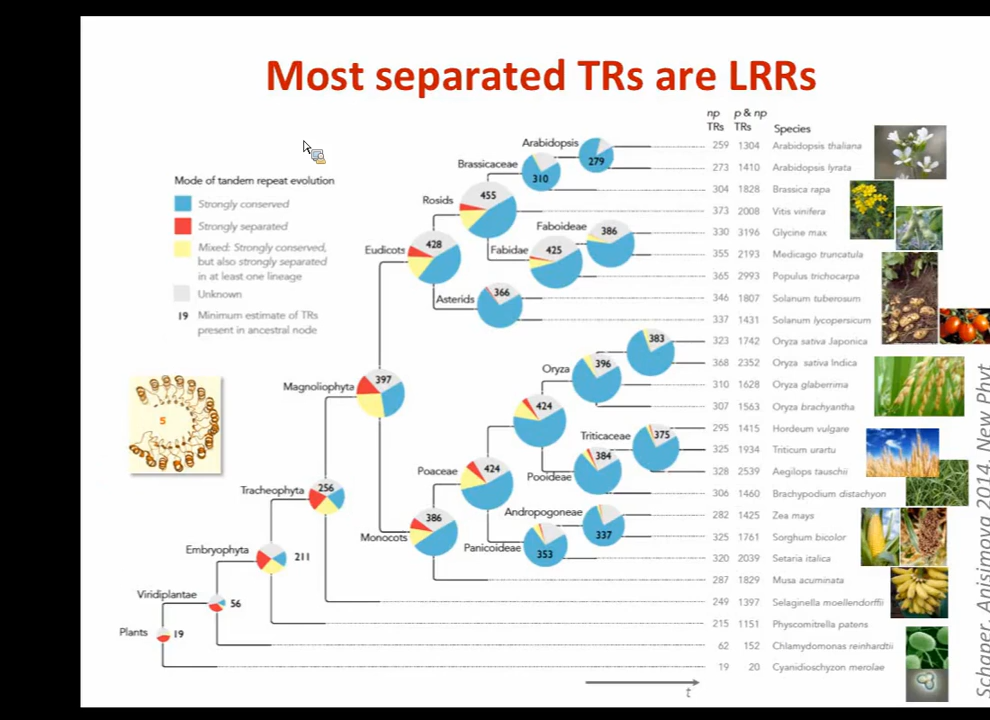 Most separated TRs are LRRs
np p & np
TRs TRs Species
Mode of tandem repeat evolution
Strongly conserved
Strongly separated
Mixed: Strongly conserved,
but also strongly separated
in at least one lineage
Unknown
19 Minimum estimate of TRs
present in ancestral node
5
Arabidopsis
279
Brassicaceae
310
Rosids
455
Faboideae
386
Eudicots
428
Fabidae
425
Asterids
366
383
Oryza
396
Magnoliophyta
397
424
Triticaceae
375
Poaceae
424
384
Pooideae
Tracheophyta
256
Andropogoneae
337
Monocots
386
Panicoideae
353
Embryophyta
211
Viridiplantae
56
Plants
19
259 1304 Arabidopsis thaliana
273 1410 Arabidopsis lyrata
304 1828 Brassica rapa
373 2008 Vitis vinifera
330 3196 Glycine max
355 2193 Medicago truncatula
365 2993 Populus trichocarpa
346 1807 Solanum tuberosum
337 1431 Solanum lycopersicum
323 1742 Oryza sativa Japonica
368 2352 Oryza sativa Indica
310 1628 Oryza glaberrima
307 1563 Oryza brachyantha
295 1415 Hordeum vulgare
325 1934 Triticum urartu
328 2539 Aegilops tauschii
306 1460 Brachypodium distachyon
282 1425 Zea mays
325 1761 Sorghum bicolor
320 2039 Setaria italica
287 1829 Musa acuminata
249 1397 Selaginella moellendorffii
215 1151 Physcomitrella patens
62 152 Chlamydomonas reinhardtii
19 20 Cyanidioschyzon merolae
t
Schaper, Anisimova 2014, New Phyt